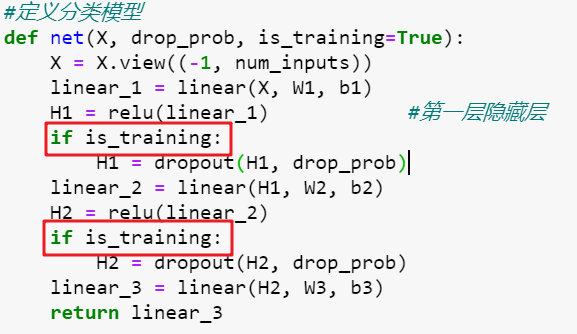 #定义分类模型
def net(X, drop_prob, is_training=True):
    X = X.view((-1, num_inputs))
    linear_1 = linear(X, W1, b1)
    H1 = relu(linear_1)              #第一层隐藏层
    if is_training:
        H1 = dropout(H1, drop_prob)
    linear_2 = linear(H1, W2, b2)
    H2 = relu(linear_2)
    if is_training:
        H2 = dropout(H2, drop_prob)
    linear_3 = linear(H2, W3, b3)
    return linear_3